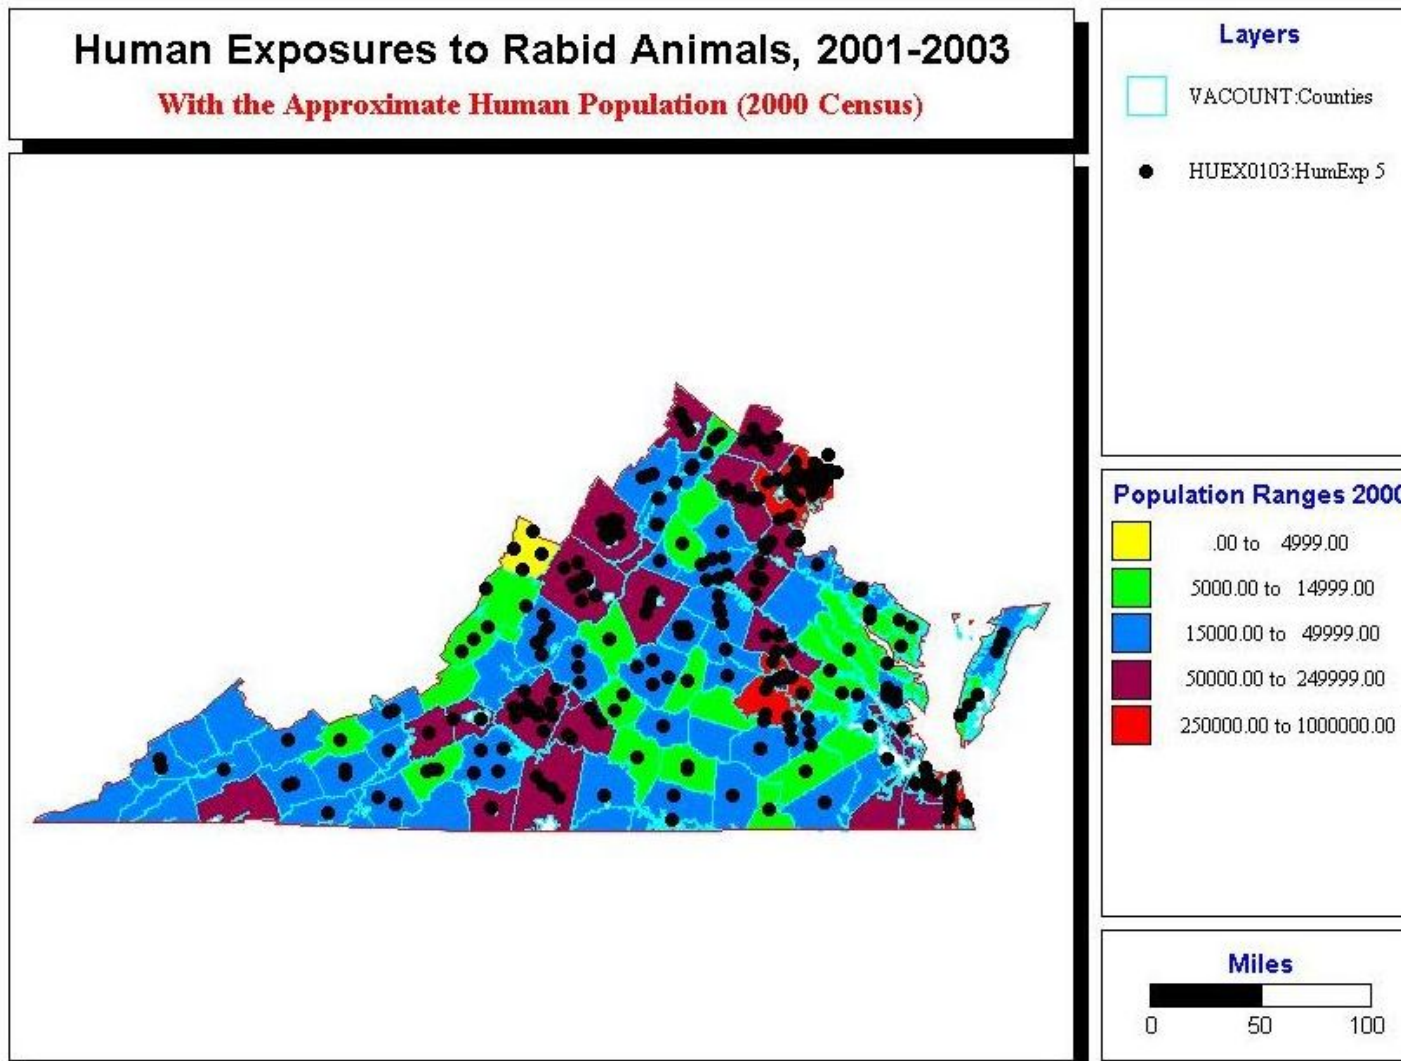 Human Exposures to Rabid Animals, 2001-2003
With the Approximate Human Population (2000 Census)
Layers
VACOUNT:Counties
HUEX0103:HumExp 5
Population Ranges 2000
.00 to 4999.00
5000.00 to 14999.00
15000.00 to 49999.00
50000.00 to 249999.00
250000.00 to 1000000.00
Miles
0 50 100